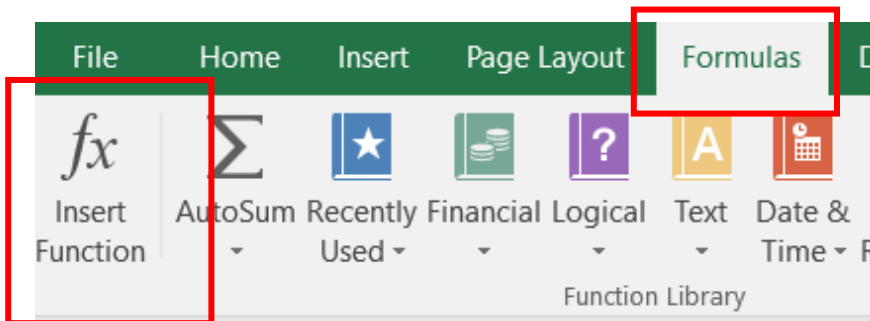 File Home Insert Page Layout Formulas
fx
Insert AutoSum Recently Financial Logical Text Date &
Function Used Time
Function Library